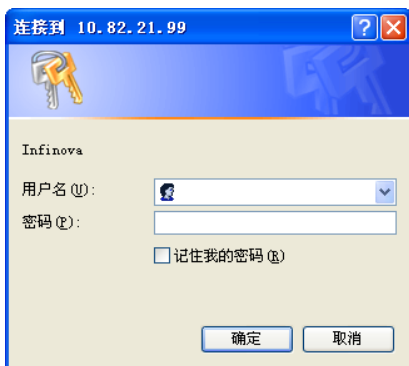 连接到 10.82.21.99
Infinova
用户名(U):
密码(P):
记住我的密码(R)
确定 取消